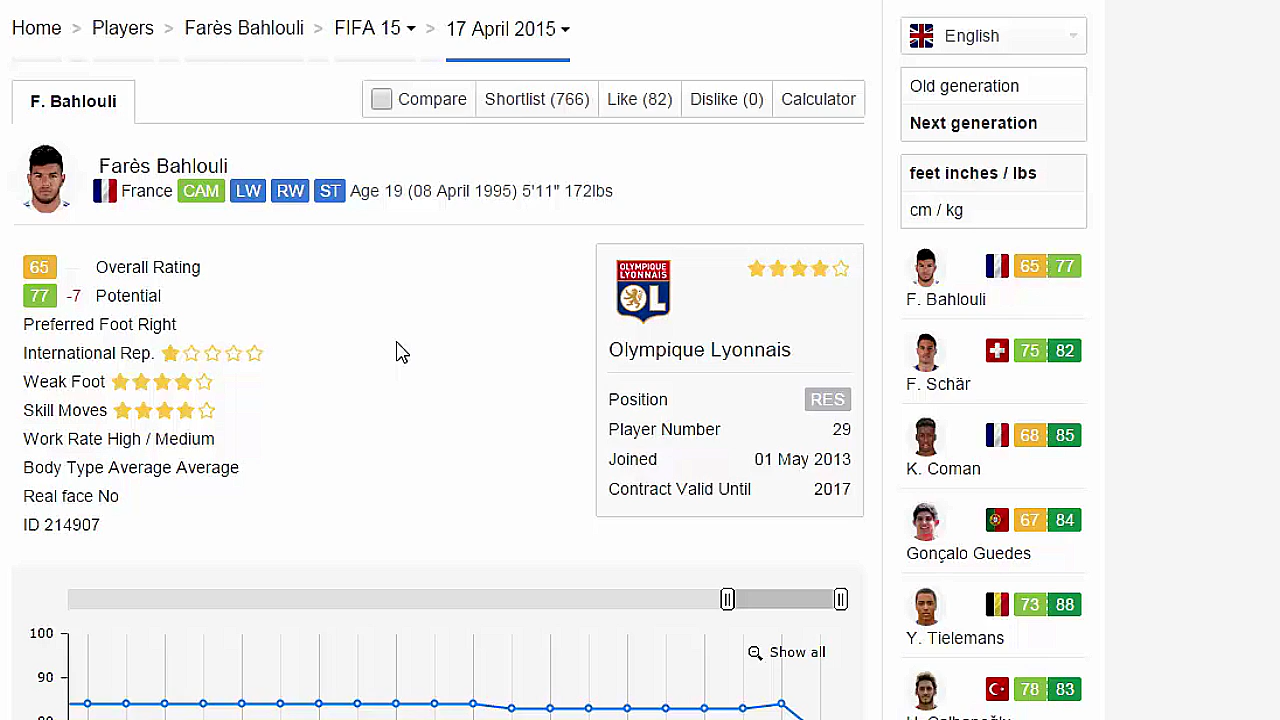 Home > Players > Farès Bahlouli > FIFA 15 > 17 April 2015
English
F. Bahlouli
Compare Shortlist (766) Like (82) Dislike (0) Calculator
Old generation
Next generation
Farès Bahlouli
France CAM LW RW ST Age 19 (08 April 1995) 5'11" 172lbs
feet inches / lbs
cm / kg
65 Overall Rating
77 -7 Potential
Preferred Foot Right
International Rep.
Weak Foot
Skill Moves
Work Rate High / Medium
Body Type Average Average
Real face No
ID 214907
OLYMPIQUE
LYONNAIS
OL
Olympique Lyonnais
Position RES
Player Number 29
Joined 01 May 2013
Contract Valid Until 2017
65 77
F. Bahlouli
75 82
F. Schär
68 85
K. Coman
67 84
Gonçalo Guedes
73 88
Y. Tielemans
78 83
100
Show all
90